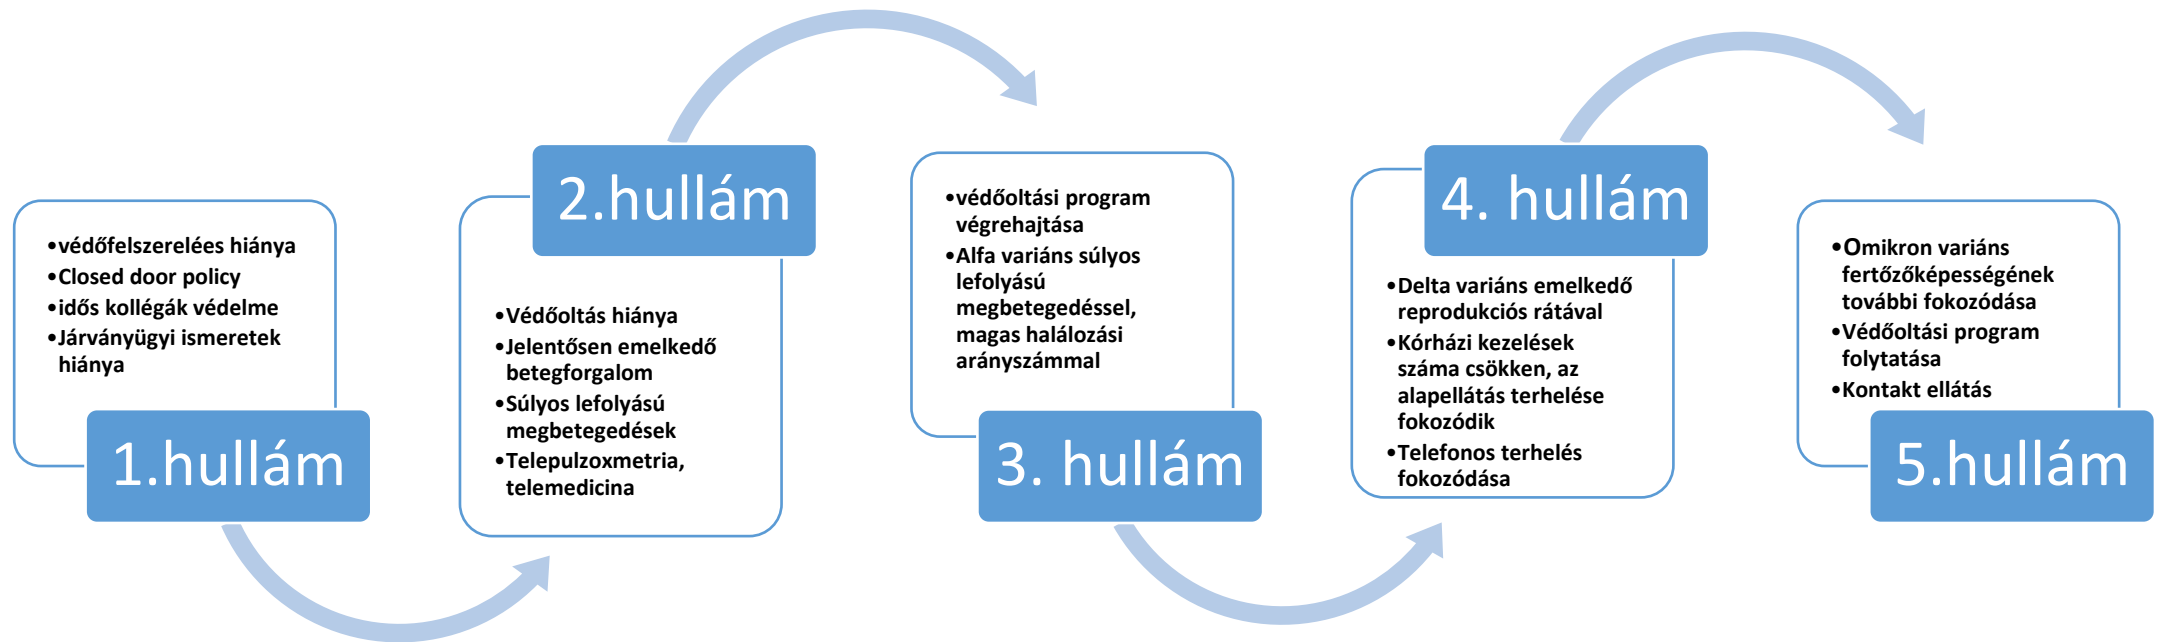 •védőfelszerelées hiánya
•Closed door policy
•idős kollégák védelme
•Járványügyi ismeretek
hiánya
1.hullám
2.hullám
•Védőoltás hiánya
•Jelentősen emelkedő
betegforgalom
•Súlyos lefolyású
megbetegedések
•Telepulzoxmetria,
telemedicina
•védőoltási program
végrehajtása
•Alfa variáns súlyos
lefolyású
megbetegedéssel,
magas halálozási
arányszámmal
3. hullám
4. hullám
•Delta variáns emelkedő
reprodukciós rátával
•Kórházi kezelések
száma csökken, az
alapellátás terhelése
fokozódik
•Telefonos terhelés
fokozódása
•Omikron variáns
fertőzőképességének
további fokozódása
•Védőoltási program
folytatása
•Kontakt ellátás
5.hullám